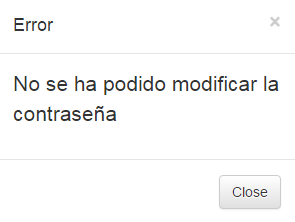 Error ×
No se ha podido modificar la
contraseña
Close